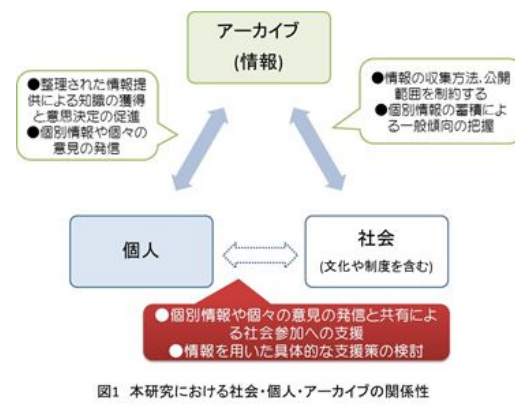 アーカイブ
(情報)
●整理された情報提
供による知識の獲得
と意思決定の促進
●個別情報や個々の
意見の発信
●情報の収集方法、公開
範囲を制約する
●個別情報の蓄積によ
る一般傾向の把握
個人
社会
(文化や制度を含む)
●個別情報や個々の意見の発信と共有によ
る社会参加への支援
●情報を用いた具体的な支援策の検討
図1 本研究における社会・個人・アーカイブの関係性